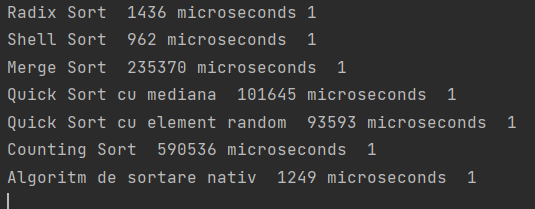 Radix Sort  1436 microseconds 1
Shell Sort  962 microseconds  1
Merge Sort  235370 microseconds  1
Quick Sort cu mediana  101645 microseconds  1
Quick Sort cu element random  93593 microseconds  1
Counting Sort  590536 microseconds  1
Algoritm de sortare nativ  1249 microseconds  1